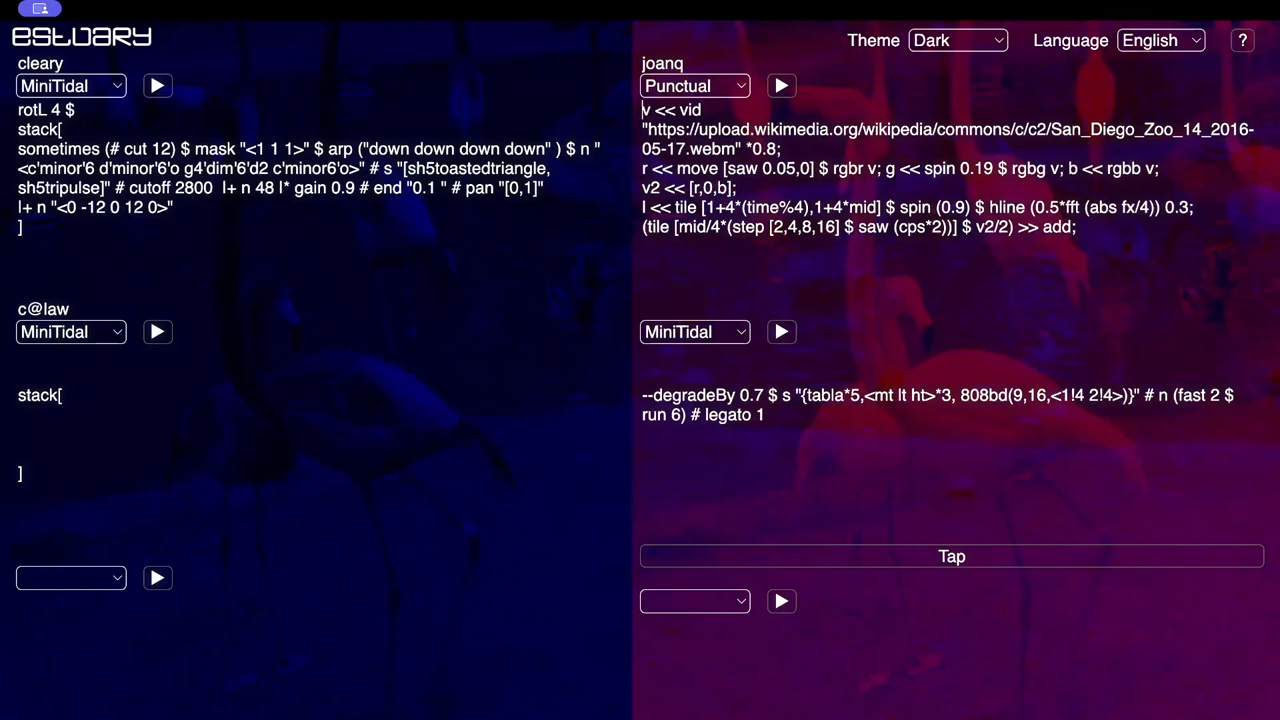 estuary
Theme Dark Language English ?
cleary
MiniTidal
rotL 4 $
stack[
sometimes (# cut 12) $ mask "<1 1 1>" $ arp ("down down down down" ) $ n "
<c'minor'6 d'minor'6'o g4'dim'6'd2 c'minor6'o>" # s "[sh5toastedtriangle,
sh5tripulse]" # cutoff 2800  |+ n 48 |* gain 0.9 # end "0.1 " # pan "[0,1]"
|+ n "<0 -12 0 12 0>"
]
joanq
Punctual
v << vid
"https://upload.wikimedia.org/wikipedia/commons/c/c2/San_Diego_Zoo_14_2016-
05-17.webm" *0.8;
r << move [saw 0.05,0] $ rgbr v; g << spin 0.19 $ rgbg v; b << rgbb v;
v2 << [r,0,b];
l << tile [1+4*(time%4),1+4*mid] $ spin (0.9) $ hline (0.5*fft (abs fx/4)) 0.3;
(tile [mid/4*(step [2,4,8,16] $ saw (cps*2))] $ v2/2) >> add;
c@law
MiniTidal
stack[
]
MiniTidal
--degradeBy 0.7 $ s "{tabla*5,<mt lt ht>*3, 808bd(9,16,<1!4 2!4>)}" # n (fast 2 $
run 6) # legato 1
Tap